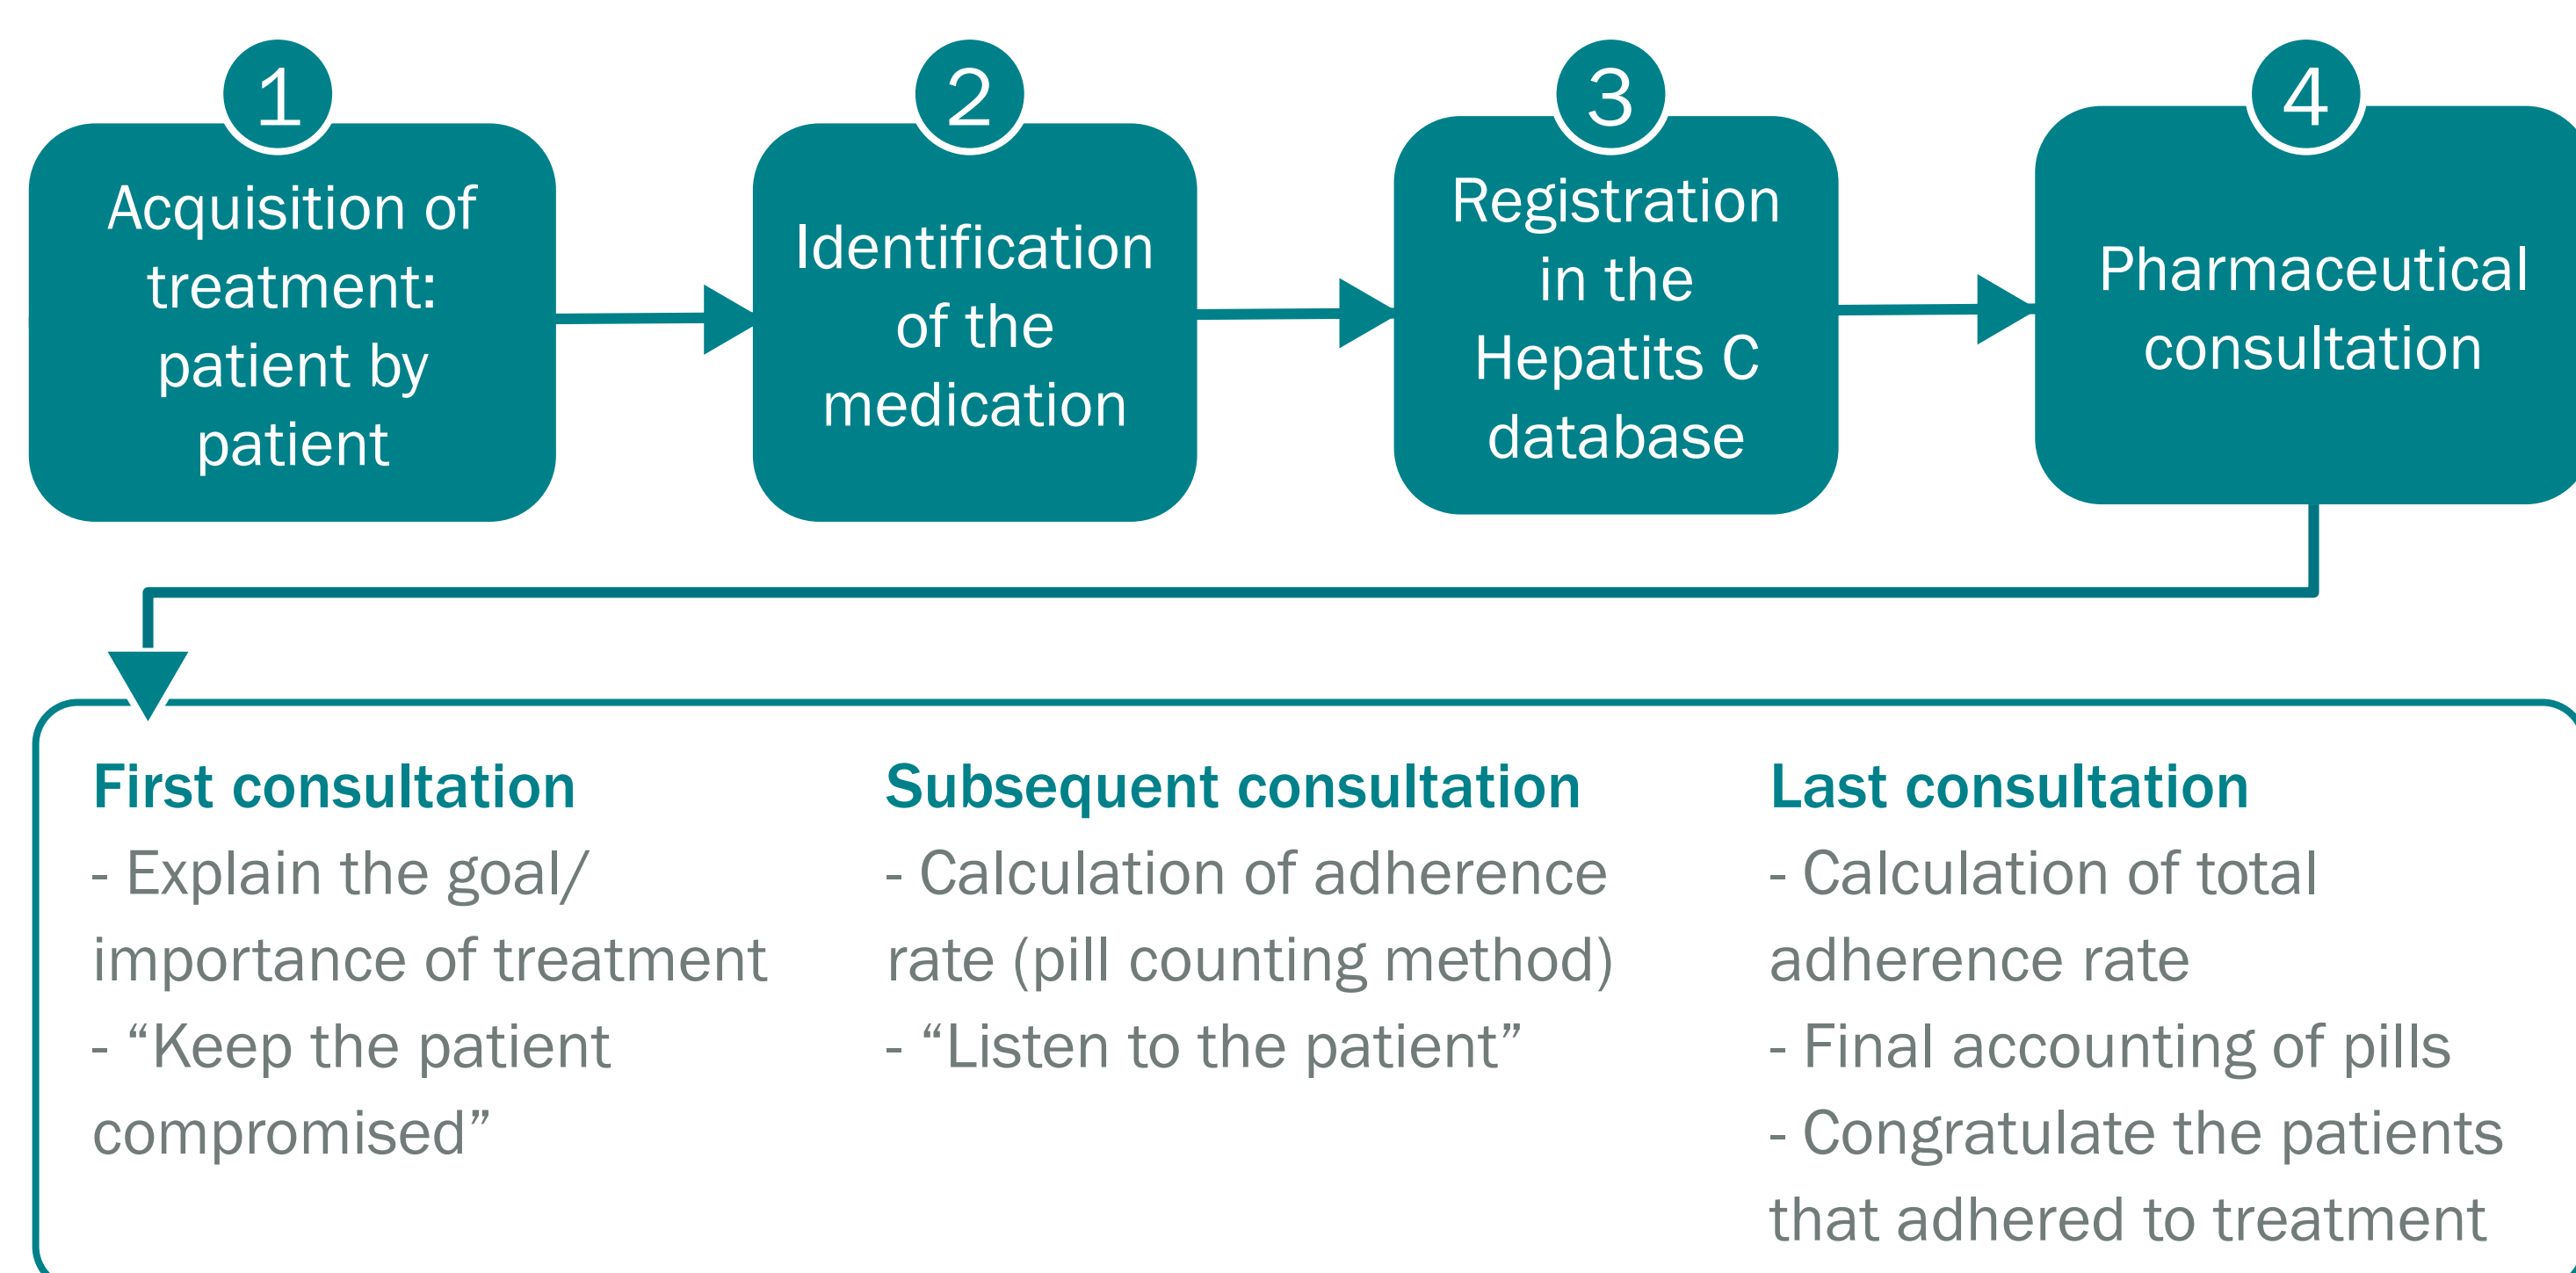 1
Acquisition of
treatment:
patient by
patient
2
Identification
of the
medication
3
Registration
in the
Hepatits C
database
4
Pharmaceutical
consultation
First consultation
- Explain the goal/
importance of treatment
- “Keep the patient
compromised”
Subsequent consultation
- Calculation of adherence
rate (pill counting method)
- “Listen to the patient”
Last consultation
- Calculation of total
adherence rate
- Final accounting of pills
- Congratulate the patients
that adhered to treatment